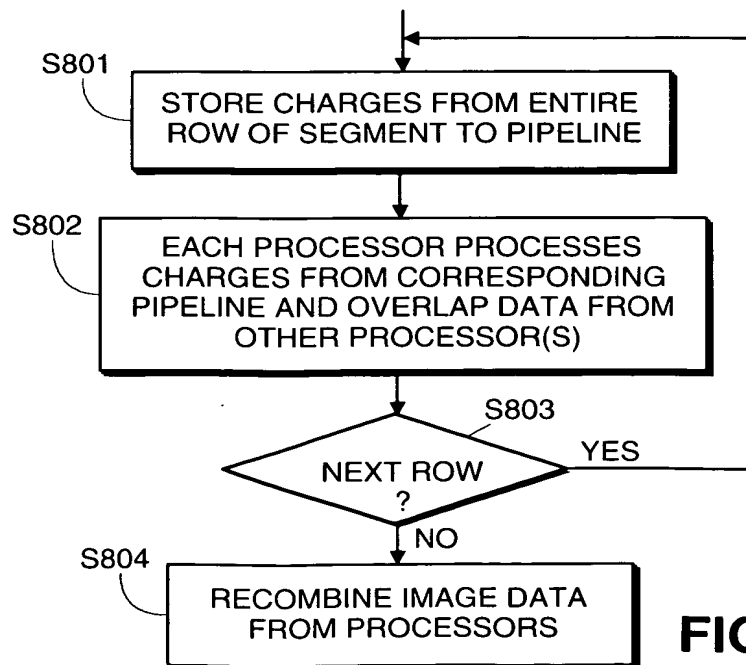 S801
STORE CHARGES FROM ENTIRE
ROW OF SEGMENT TO PIPELINE
S802
EACH PROCESSOR PROCESSES
CHARGES FROM CORRESPONDING
PIPELINE AND OVERLAP DATA FROM
OTHER PROCESSOR(S)
S803
NEXT ROW
?
YES
NO
S804
RECOMBINE IMAGE DATA
FROM PROCESSORS
FIG